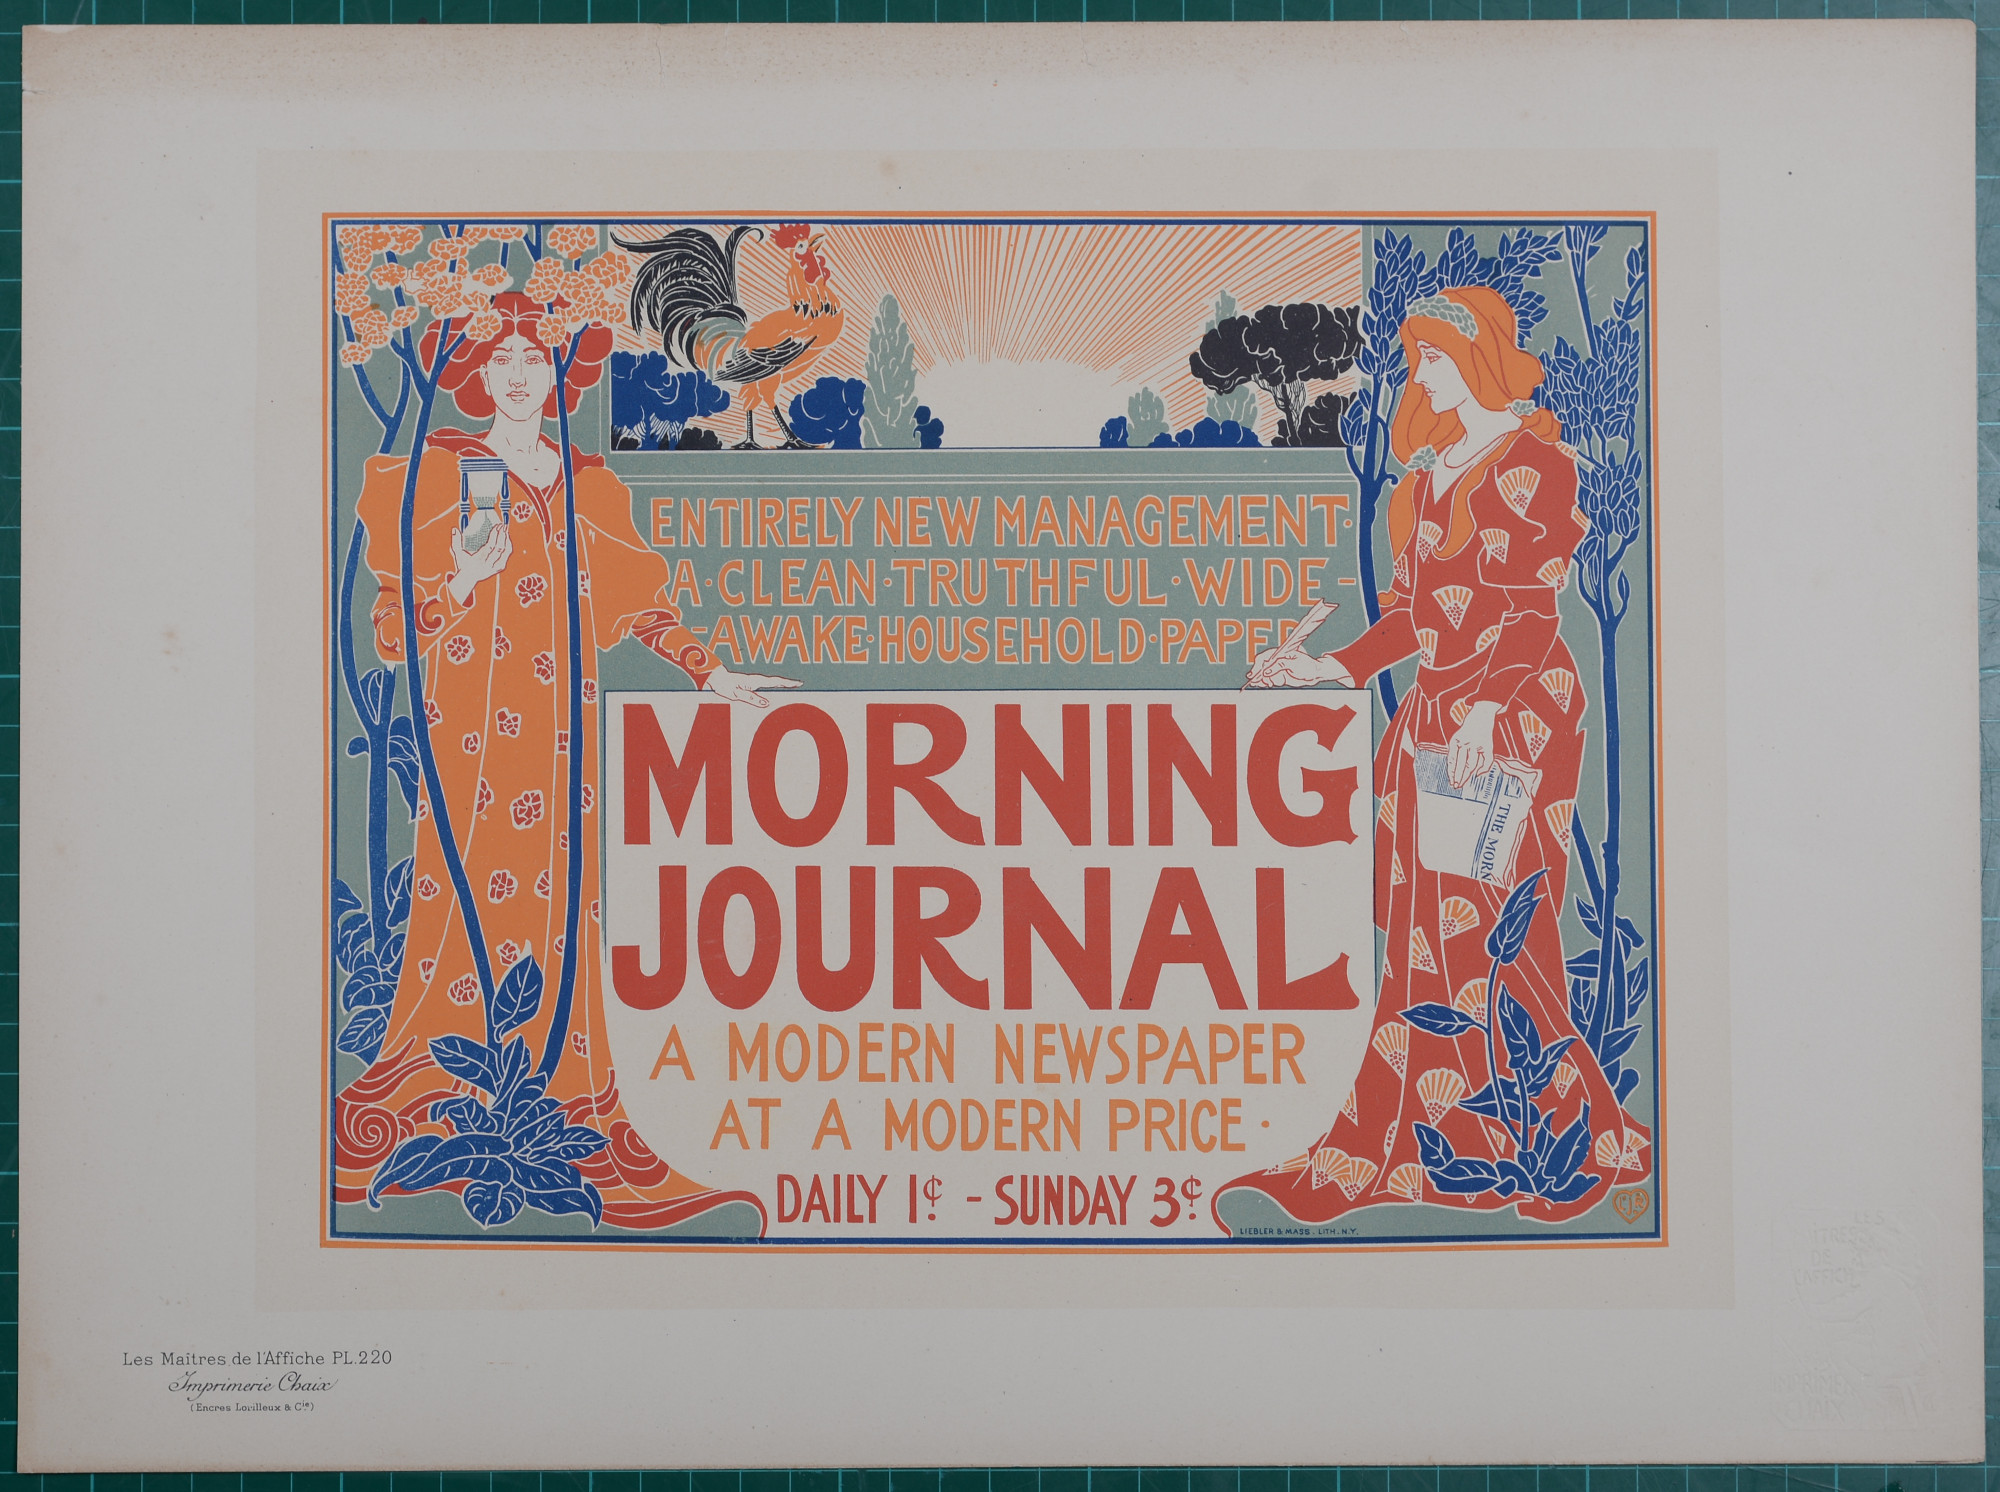 ENTIRELY NEW MANAGEMENT·
A·CLEAN·TRUTHFUL·WIDE-
-AWAKE·HOUSEHOLD·PAPER
MORNING
JOURNAL
A MODERN NEWSPAPER
AT A MODERN PRICE·
DAILY 1¢ - SUNDAY 3¢
THE MORN
LIEBLER & MASS. LITH. N.Y.
Les Maîtres de l'Affiche PL.220
Imprimerie Chaix
(Encres Lorilleux & Cie)